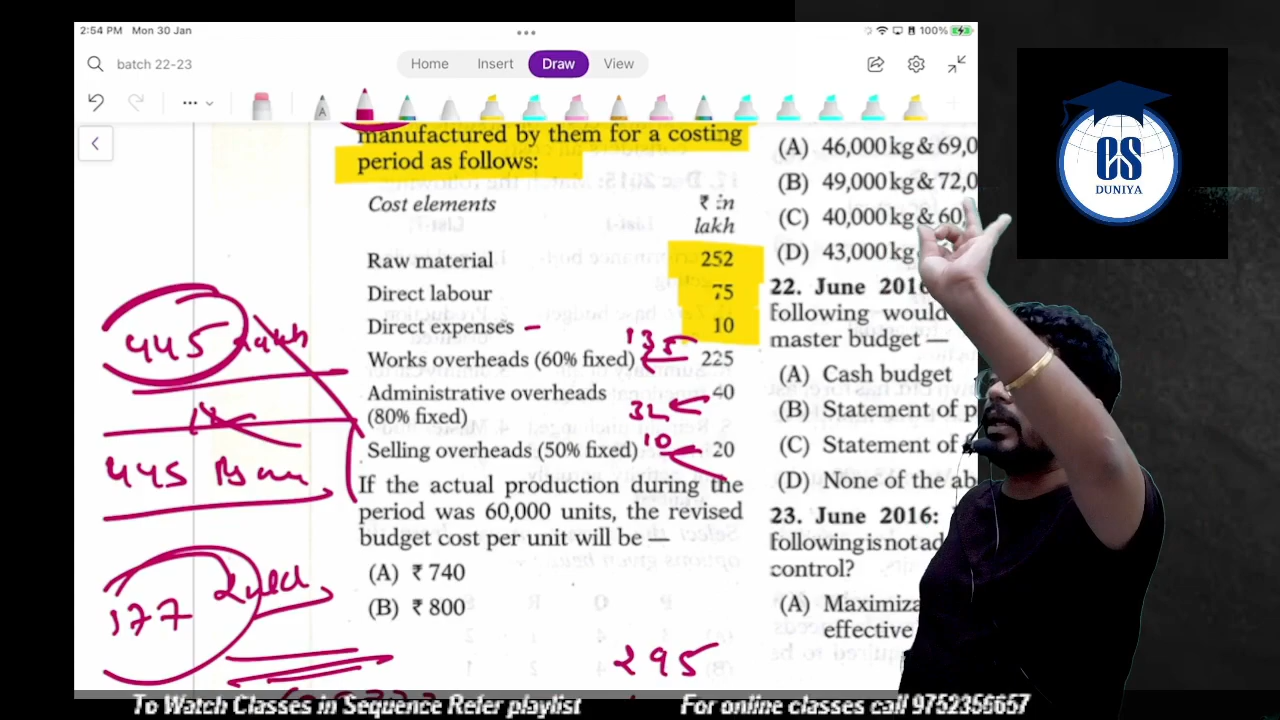 2:54 PM Mon 30 Jan
100%
batch 22-23
Home Insert Draw View
manufactured by them for a costing
period as follows:
Cost elements ₹ in
lakh
Raw material 252
Direct labour 75
Direct expenses 10
Works overheads (60% fixed) 135 225
Administrative overheads 40
(80% fixed) 32
Selling overheads (50% fixed) 10 20
If the actual production during the
period was 60,000 units, the revised
budget cost per unit will be —
(A) ₹ 740
(B) ₹ 800
445
445
177
295
(A) 46,000 kg & 69,0
(B) 49,000 kg & 72,0
(C) 40,000 kg & 60,
(D) 43,000 kg
22. June 2016
following would
master budget —
(A) Cash budget
(B) Statement of p
(C) Statement of
(D) None of the ab
23. June 2016:
following is not ad
control?
(A) Maximiza
effective
CS
DUNIYA
To Watch Classes in Sequence Refer playlist
For online classes call 9752356657